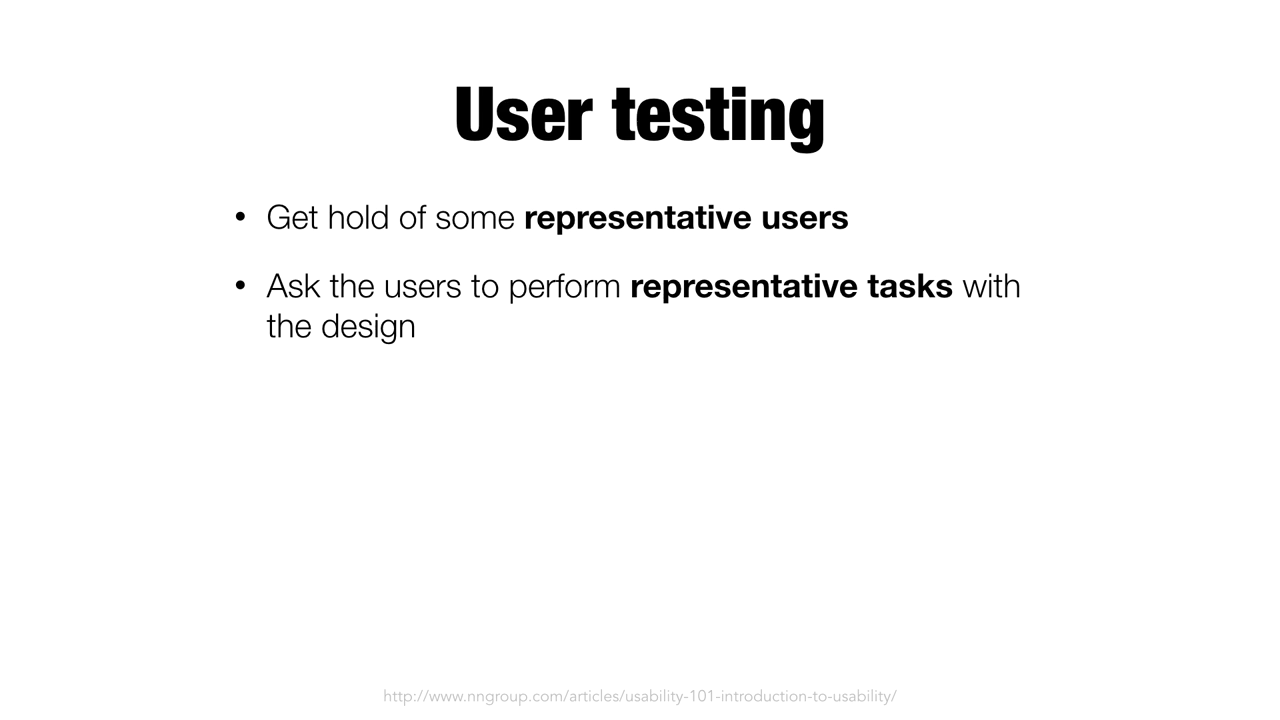 User testing
• Get hold of some representative users
• Ask the users to perform representative tasks with
the design
http://www.nngroup.com/articles/usability-101-introduction-to-usability/